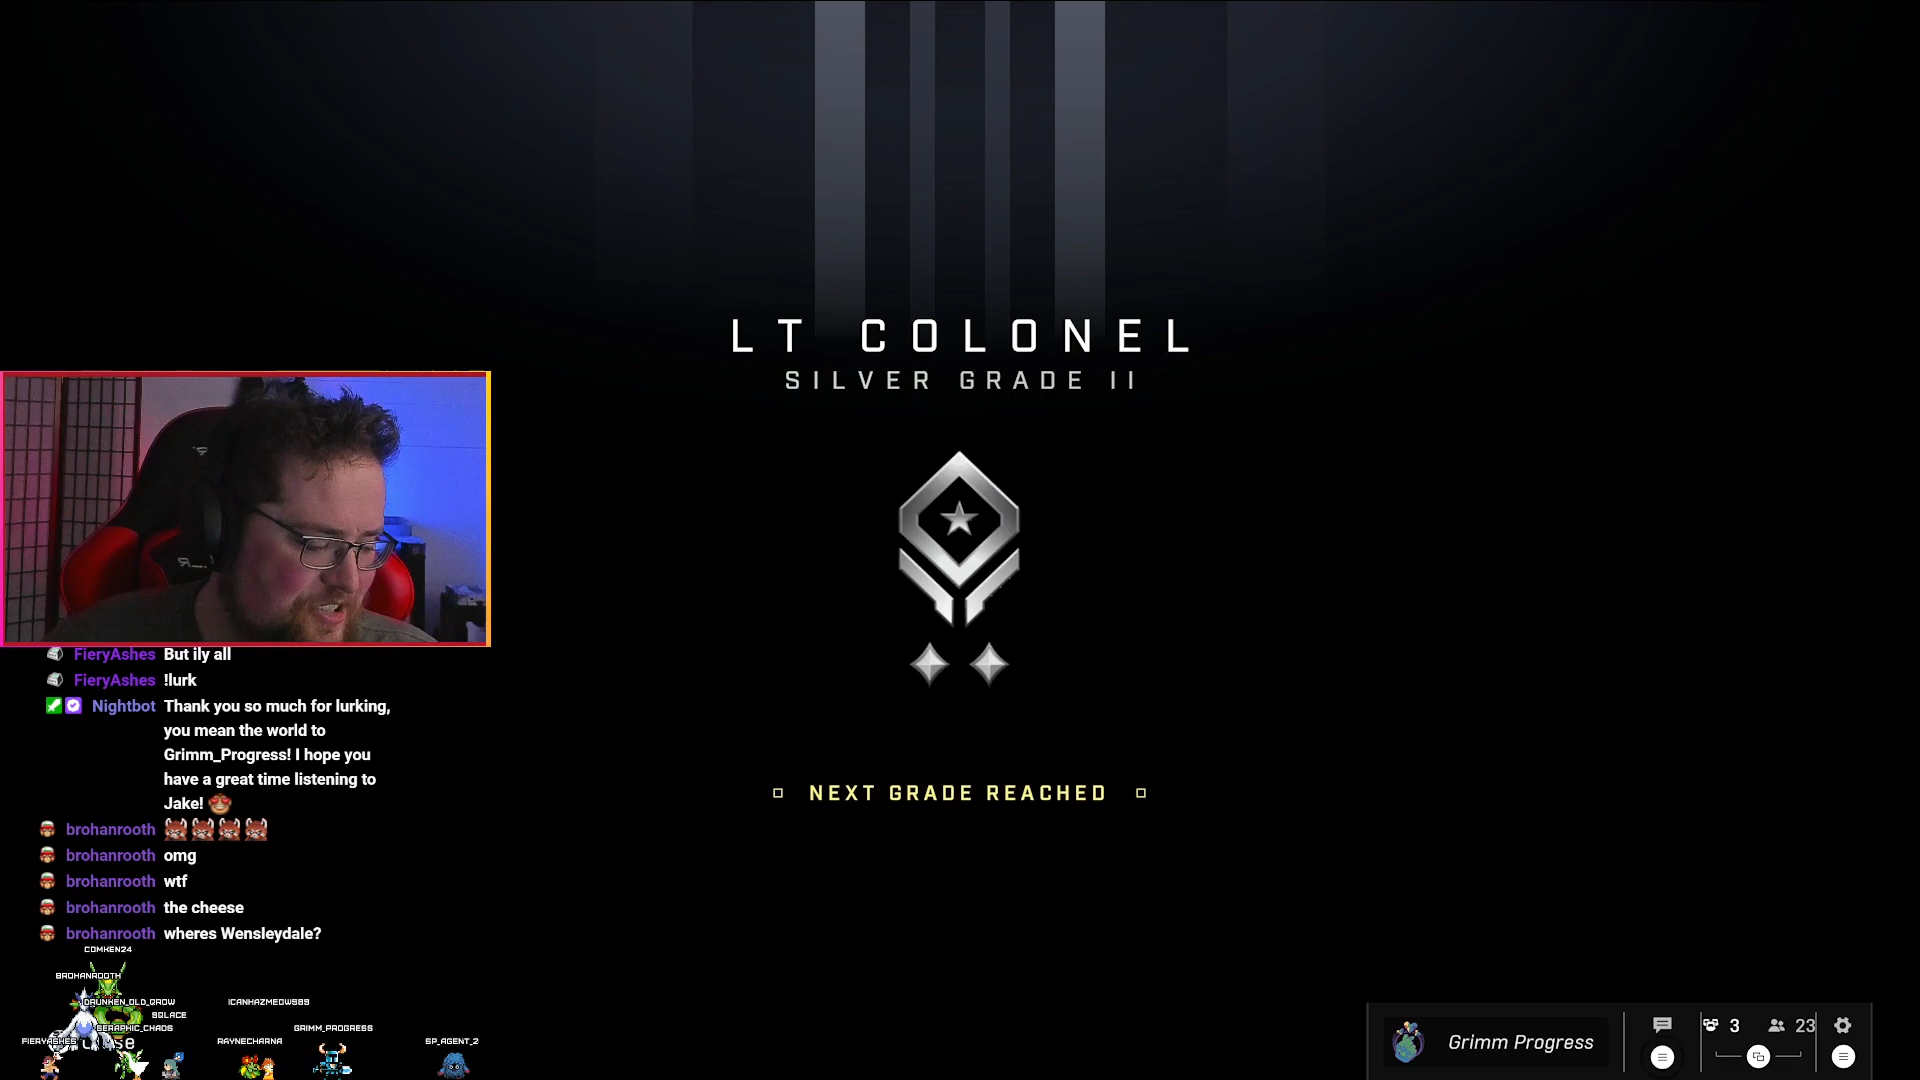 LT COLONEL
SILVER GRADE II
NEXT GRADE REACHED
FieryAshes But ily all
FieryAshes !lurk
Nightbot Thank you so much for lurking,
you mean the world to
Grimm_Progress! I hope you
have a great time listening to
Jake!
brohanrooth
brohanrooth omg
brohanrooth wtf
brohanrooth the cheese
brohanrooth wheres Wensleydale?
COMKEN24
BROHANROOTH
DRUNKEN_OLD_QROW
ICANHAZMEOWS89
SQLACE
SERAPHIC_CHAOS
GRIMM_PROGRESS
FIERYASHES
RAYNECHARNA
SP_AGENT_2
Grimm Progress
3
23